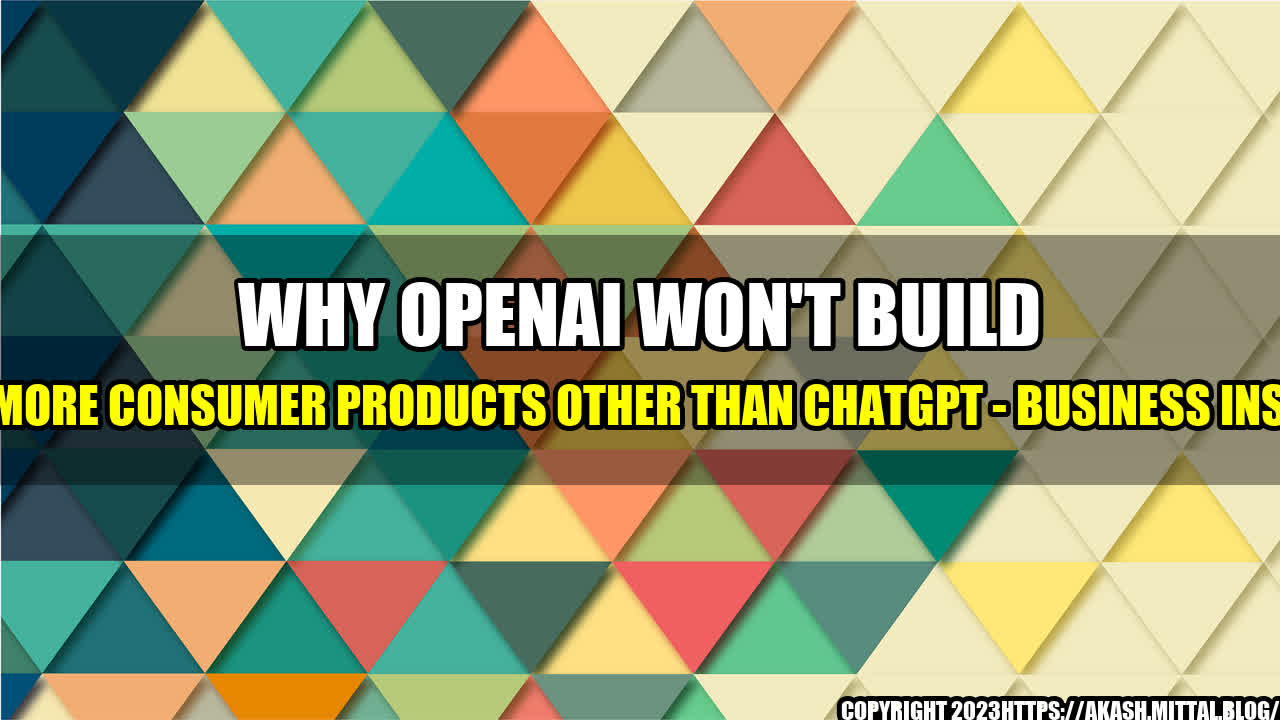 WHY OPENAI WON'T BUILD
MORE CONSUMER PRODUCTS OTHER THAN CHATGPT - BUSINESS INS
COPYRIGHT 2023HTTPS://AKASH.MITTAL.BLOG/